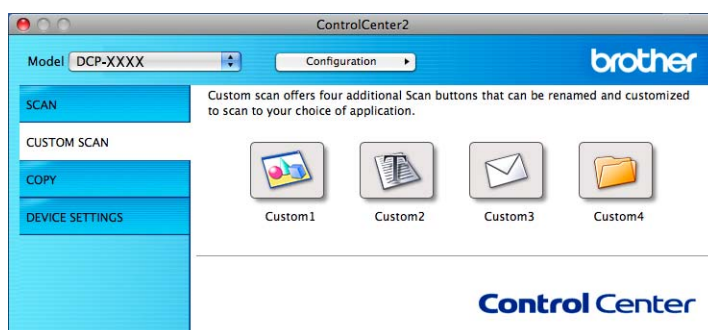 ControlCenter2
Model DCP-XXXX Configuration brother
SCAN
CUSTOM SCAN
COPY
DEVICE SETTINGS
Custom scan offers four additional Scan buttons that can be renamed and customized
to scan to your choice of application.
Custom1 Custom2 Custom3 Custom4
Control Center